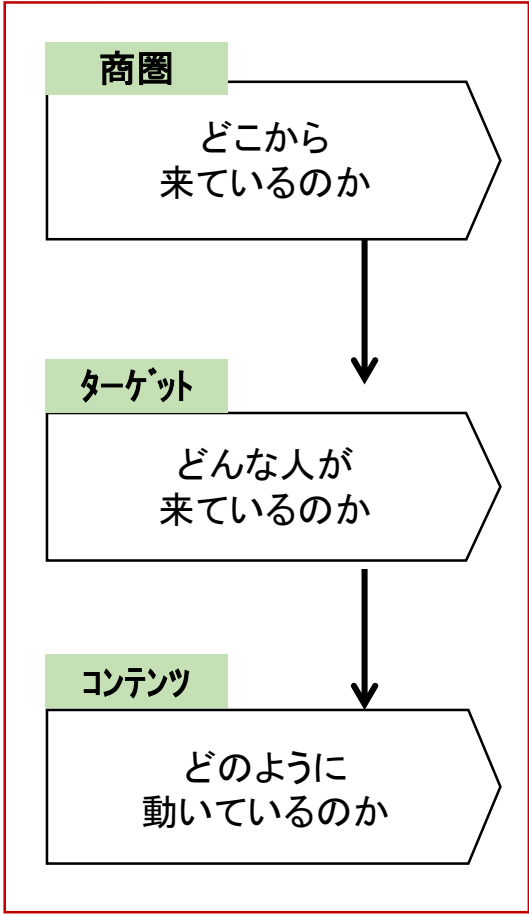 商圏
どこから
来ているのか
ﾀｰｹﾞｯﾄ
どんな人が
来ているのか
ｺﾝﾃﾝﾂ
どのように
動いているのか